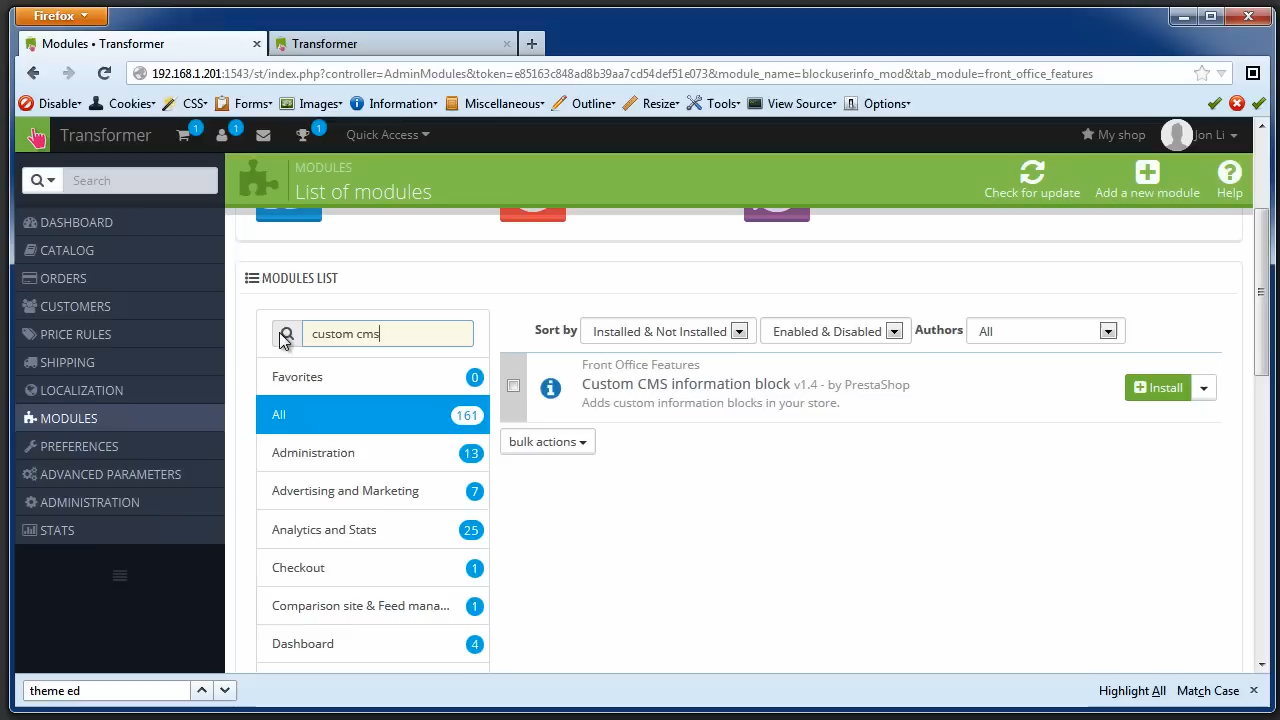 Firefox
Modules • Transformer
Transformer
192.168.1.201:1543/st/index.php?controller=AdminModules&token=e85163c848ad8b39aa7cd54def51e073&module_name=blockuserinfo_mod&tab_module=front_office_features
Disable Cookies CSS Forms Images Information Miscellaneous Outline Resize Tools View Source Options
Transformer 1 1 1 Quick Access My shop Jon Li
Search
MODULES
List of modules
Check for update Add a new module Help
DASHBOARD
CATALOG
ORDERS
CUSTOMERS
PRICE RULES
SHIPPING
LOCALIZATION
MODULES
PREFERENCES
ADVANCED PARAMETERS
ADMINISTRATION
STATS
MODULES LIST
custom cms
Favorites 0
All 161
Administration 13
Advertising and Marketing 7
Analytics and Stats 25
Checkout 1
Comparison site & Feed mana... 1
Dashboard 4
Sort by Installed & Not Installed Enabled & Disabled Authors All
Front Office Features
Custom CMS information block v1.4 - by PrestaShop
Adds custom information blocks in your store.
Install
bulk actions
theme ed
Highlight All Match Case